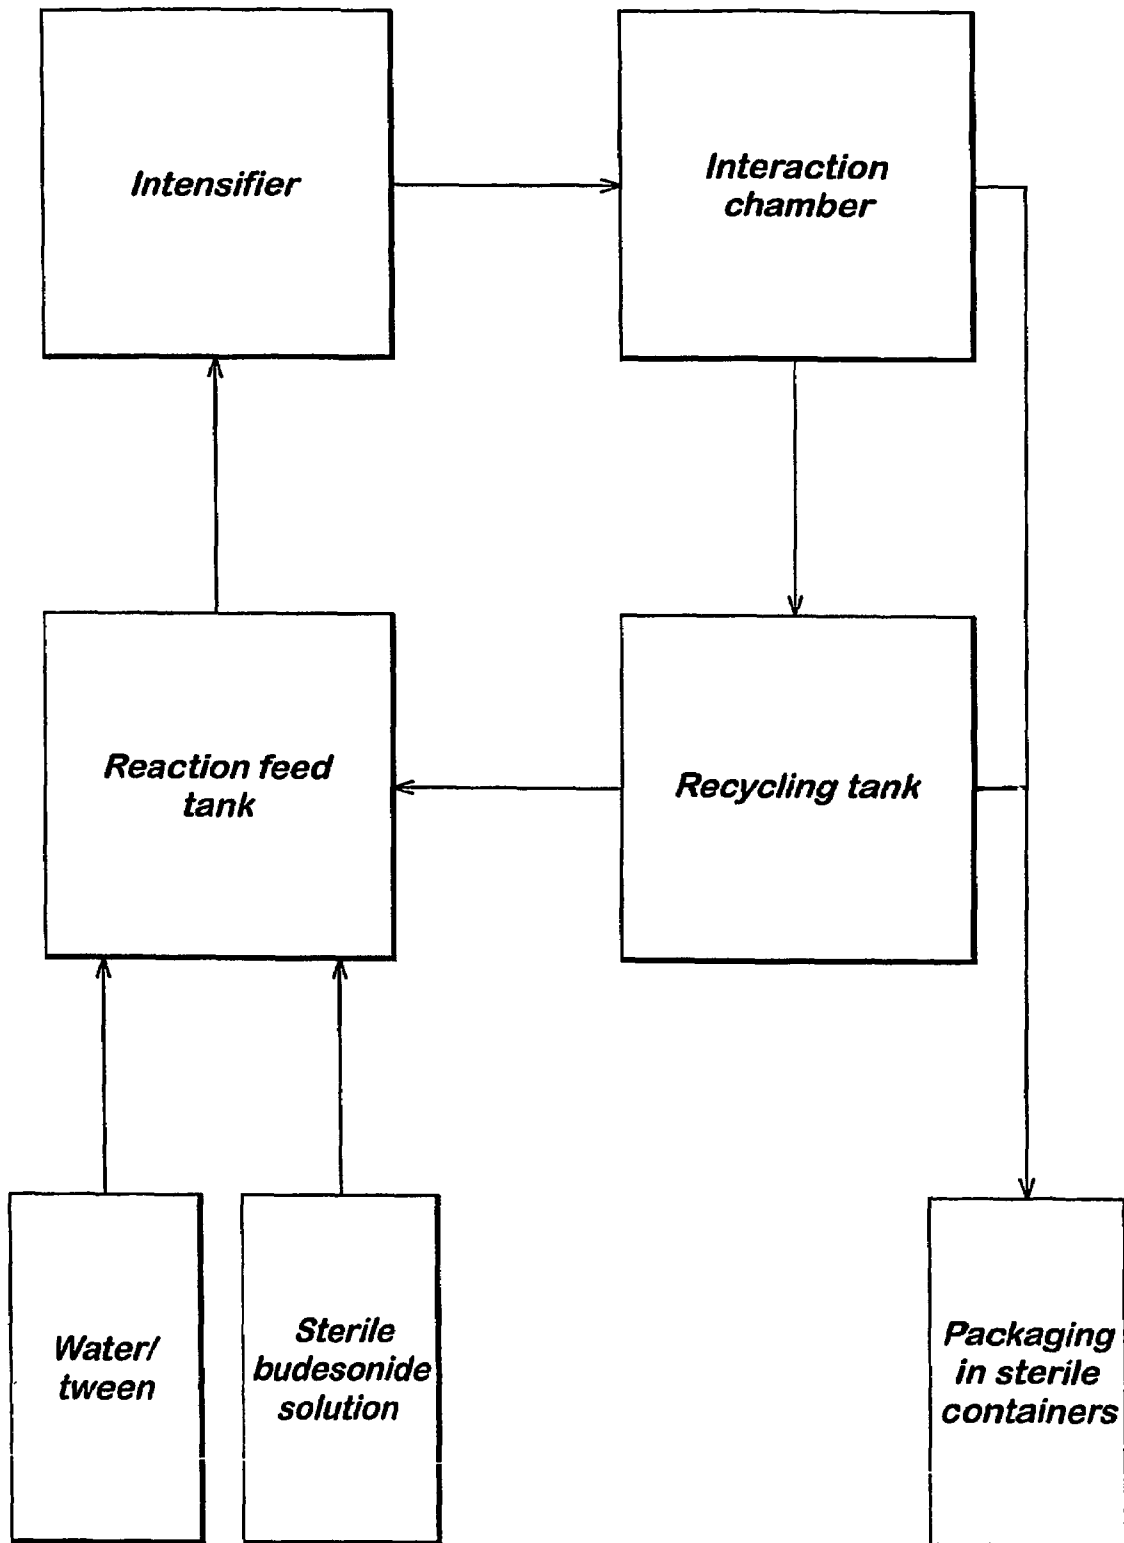 Intensifier
Interaction
chamber
Reaction feed
tank
Recycling tank
Water/
tween
Sterile
budesonide
solution
Packaging
in sterile
containers